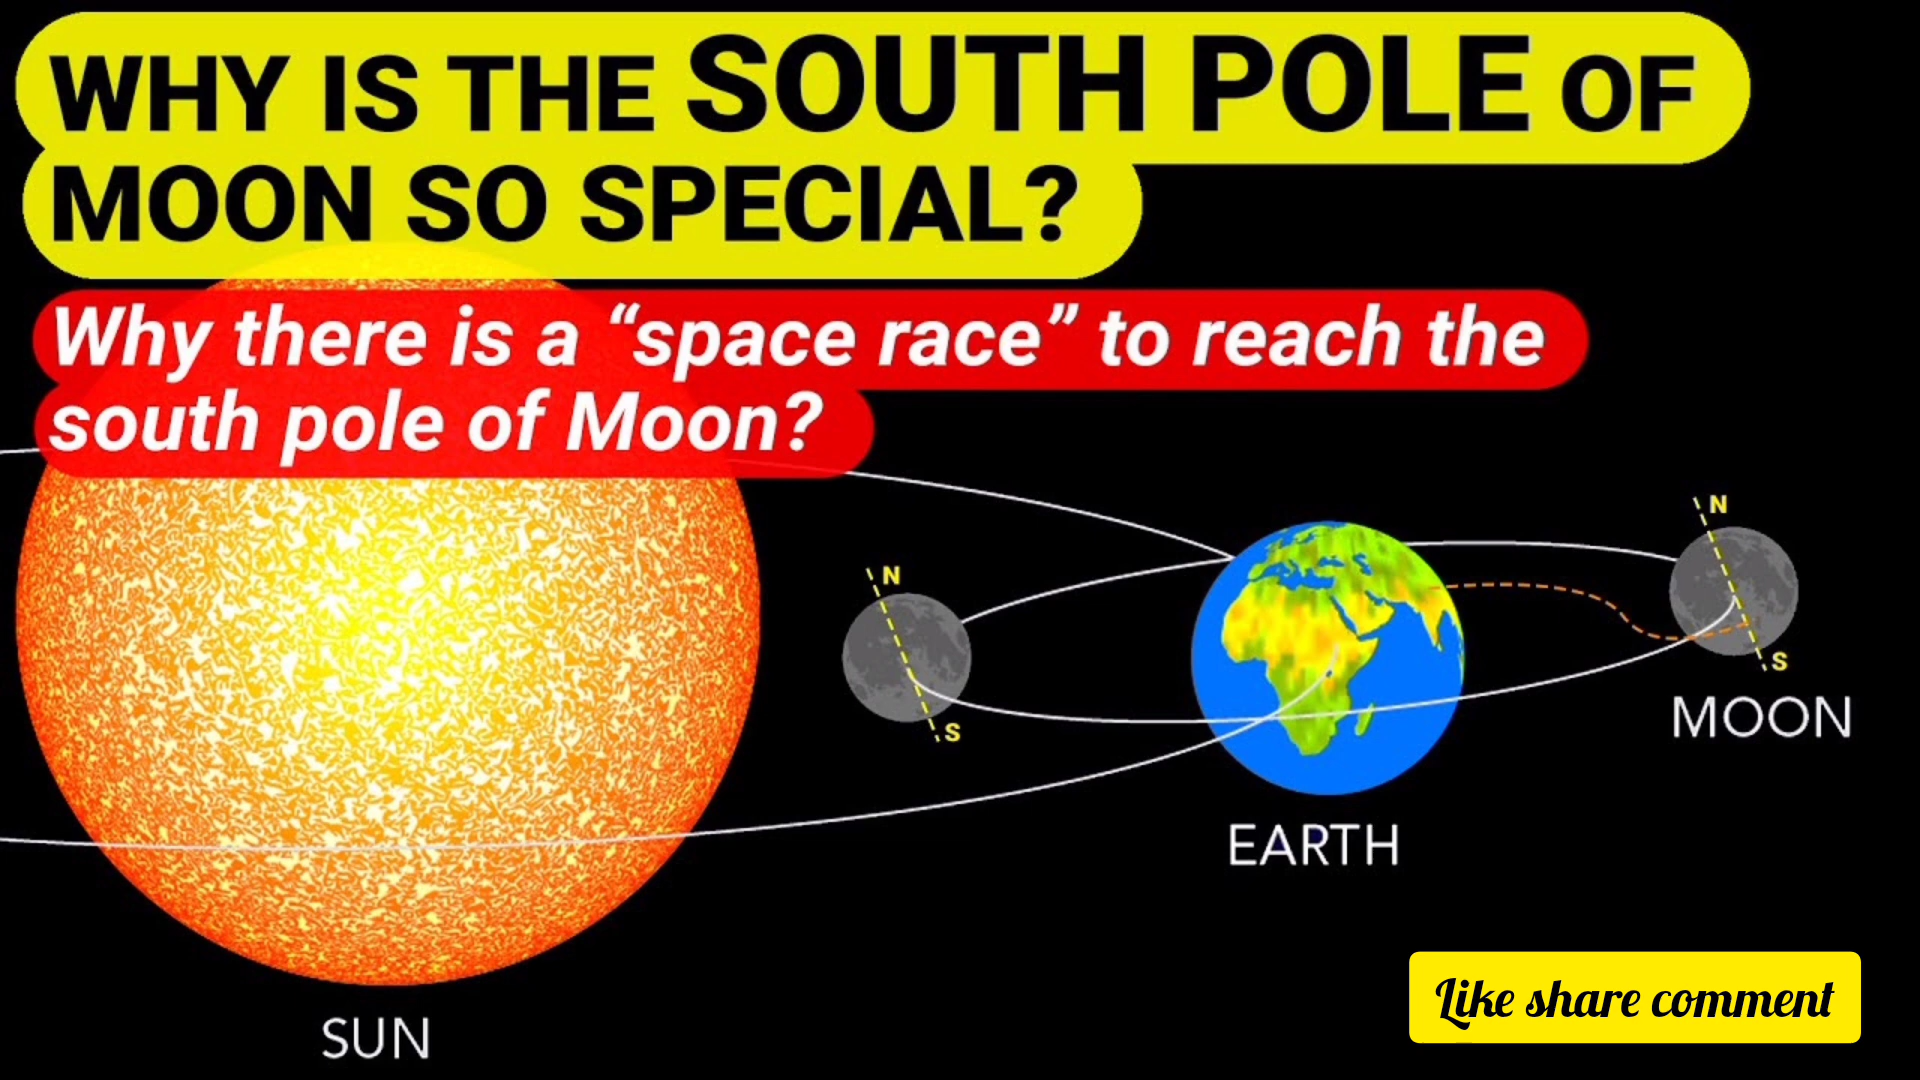 WHY IS THE SOUTH POLE OF
MOON SO SPECIAL?
Why there is a “space race” to reach the
south pole of Moon?
N
S
N
S
MOON
EARTH
SUN
Like share comment